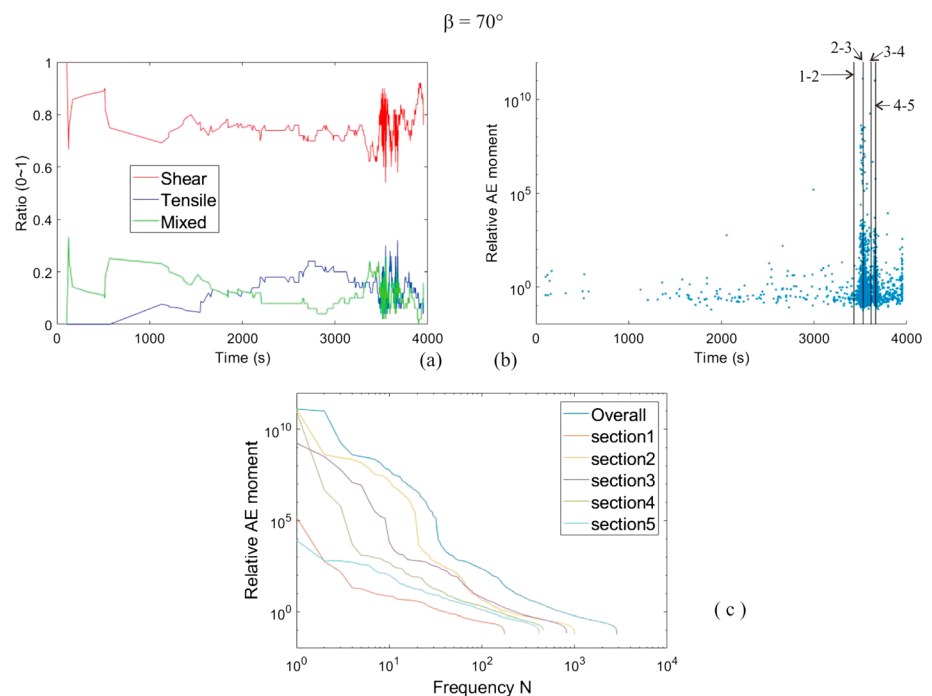 β = 70°
1
0.8
0.6
0.4
0.2
0
Ratio (0~1)
Shear
Tensile
Mixed
0 1000 2000 3000 4000
Time (s)
(a)
2-3
3-4
1-2
4-5
10^10
10^5
10^0
Relative AE moment
0 1000 2000 3000 4000
Time (s)
(b)
10^10
10^5
10^0
Relative AE moment
Overall
section1
section2
section3
section4
section5
10^0 10^1 10^2 10^3 10^4
Frequency N
( c )